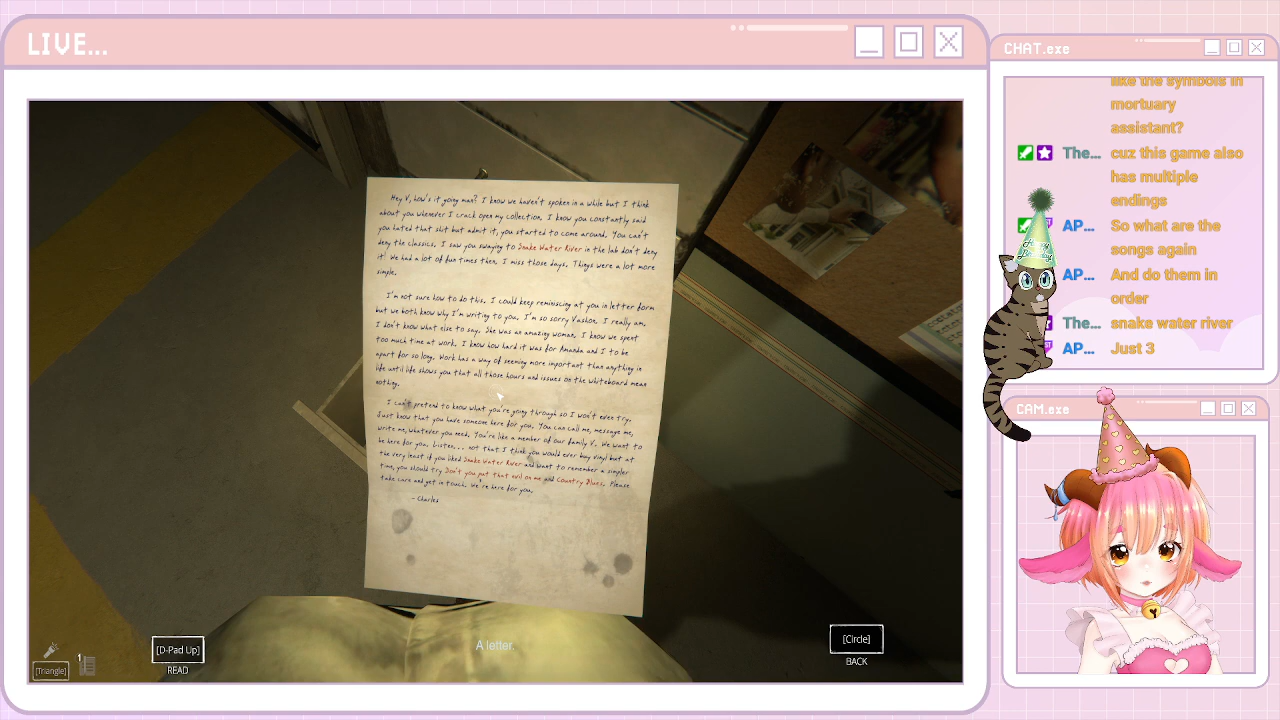 LIVE...
CHAT.exe
like the symbols in
mortuary
assistant?
The... cuz this game also
has multiple
endings
AP... So what are the
songs again
AP... And do them in
order
The... snake water river
AP... Just 3
CAM.exe
Hey V, how's it going man? I know we haven't spoken in a while but I think
about you whenever I crack open my collection. I know you constantly said
you hated that shit but admit it, you started to come around. You can't
deny the classics. I saw you swaying to Snake Water River in the lab don't deny
it! We had a lot of fun times then. I miss those days. Things were a lot more
simple.
I'm not sure how to do this. I could keep reminiscing at you in letter form
but we both know why I'm writing to you. I'm so sorry Vashon. I really am.
I don't know what else to say. She was an amazing woman. I know we spent
too much time at work. I know how hard it was for Amanda and I to be
apart for so long. Work has a way of seeming more important than anything in
life until life shows you that all those hours and issues on the whiteboard mean
nothing.
I can't pretend to know what you're going through so I won't even try.
Just know that you have someone here for you. You can call me, message me,
write me, whatever you need. You're like a member of our family V. We want to
be here for you. Listen... not that I think you would ever buy vinyl but at
the very least if you liked Snake Water River and want to remember a simpler
time, you should try Don't you put that evil on me and Country Blues. Please
take care and get in touch. We're here for you.
- Charles
A letter.
[D-Pad Up]
READ
[Circle]
BACK
[Triangle]
1